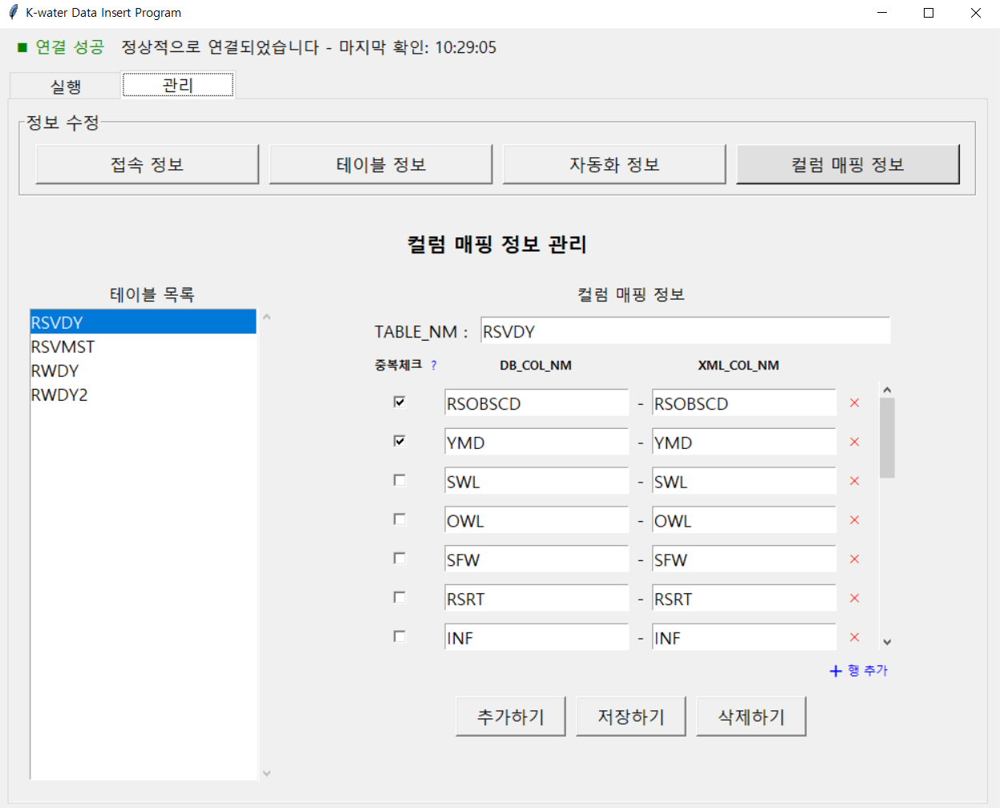 K-water Data Insert Program
■ 연결 성공 정상적으로 연결되었습니다 - 마지막 확인: 10:29:05
실행 관리
정보 수정
접속 정보 테이블 정보 자동화 정보 컬럼 매핑 정보
컬럼 매핑 정보 관리
테이블 목록
RSVDY
RSVMST
RWDY
RWDY2
컬럼 매핑 정보
TABLE_NM : RSVDY
중복체크 ? DB_COL_NM XML_COL_NM
RSOBSCD - RSOBSCD ×
YMD - YMD ×
SWL - SWL ×
OWL - OWL ×
SFW - SFW ×
RSRT - RSRT ×
INF - INF ×
+ 행 추가
추가하기 저장하기 삭제하기